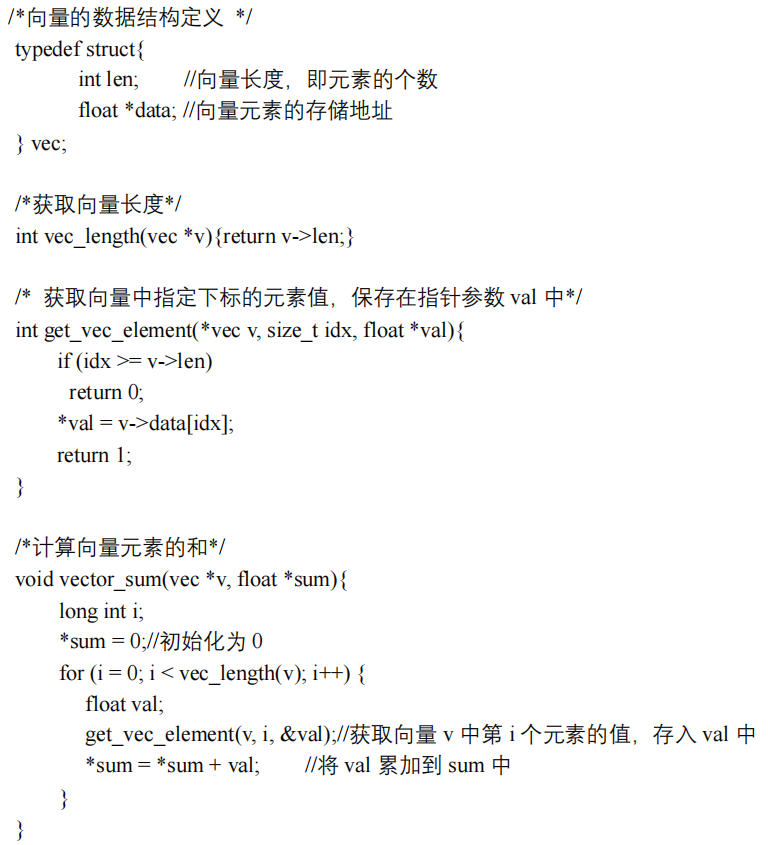 /*向量的数据结构定义 */
typedef struct{
int len; //向量长度，即元素的个数
float *data; //向量元素的存储地址
} vec;
/*获取向量长度*/
int vec_length(vec *v){return v->len;}
/* 获取向量中指定下标的元素值，保存在指针参数 val 中*/
int get_vec_element(*vec v, size_t idx, float *val){
if (idx >= v->len)
return 0;
*val = v->data[idx];
return 1;
}
/*计算向量元素的和*/
void vector_sum(vec *v, float *sum){
long int i;
*sum = 0;//初始化为 0
for (i = 0; i < vec_length(v); i++) {
float val;
get_vec_element(v, i, &val);//获取向量 v 中第 i 个元素的值，存入 val 中
*sum = *sum + val; //将 val 累加到 sum 中
}
}